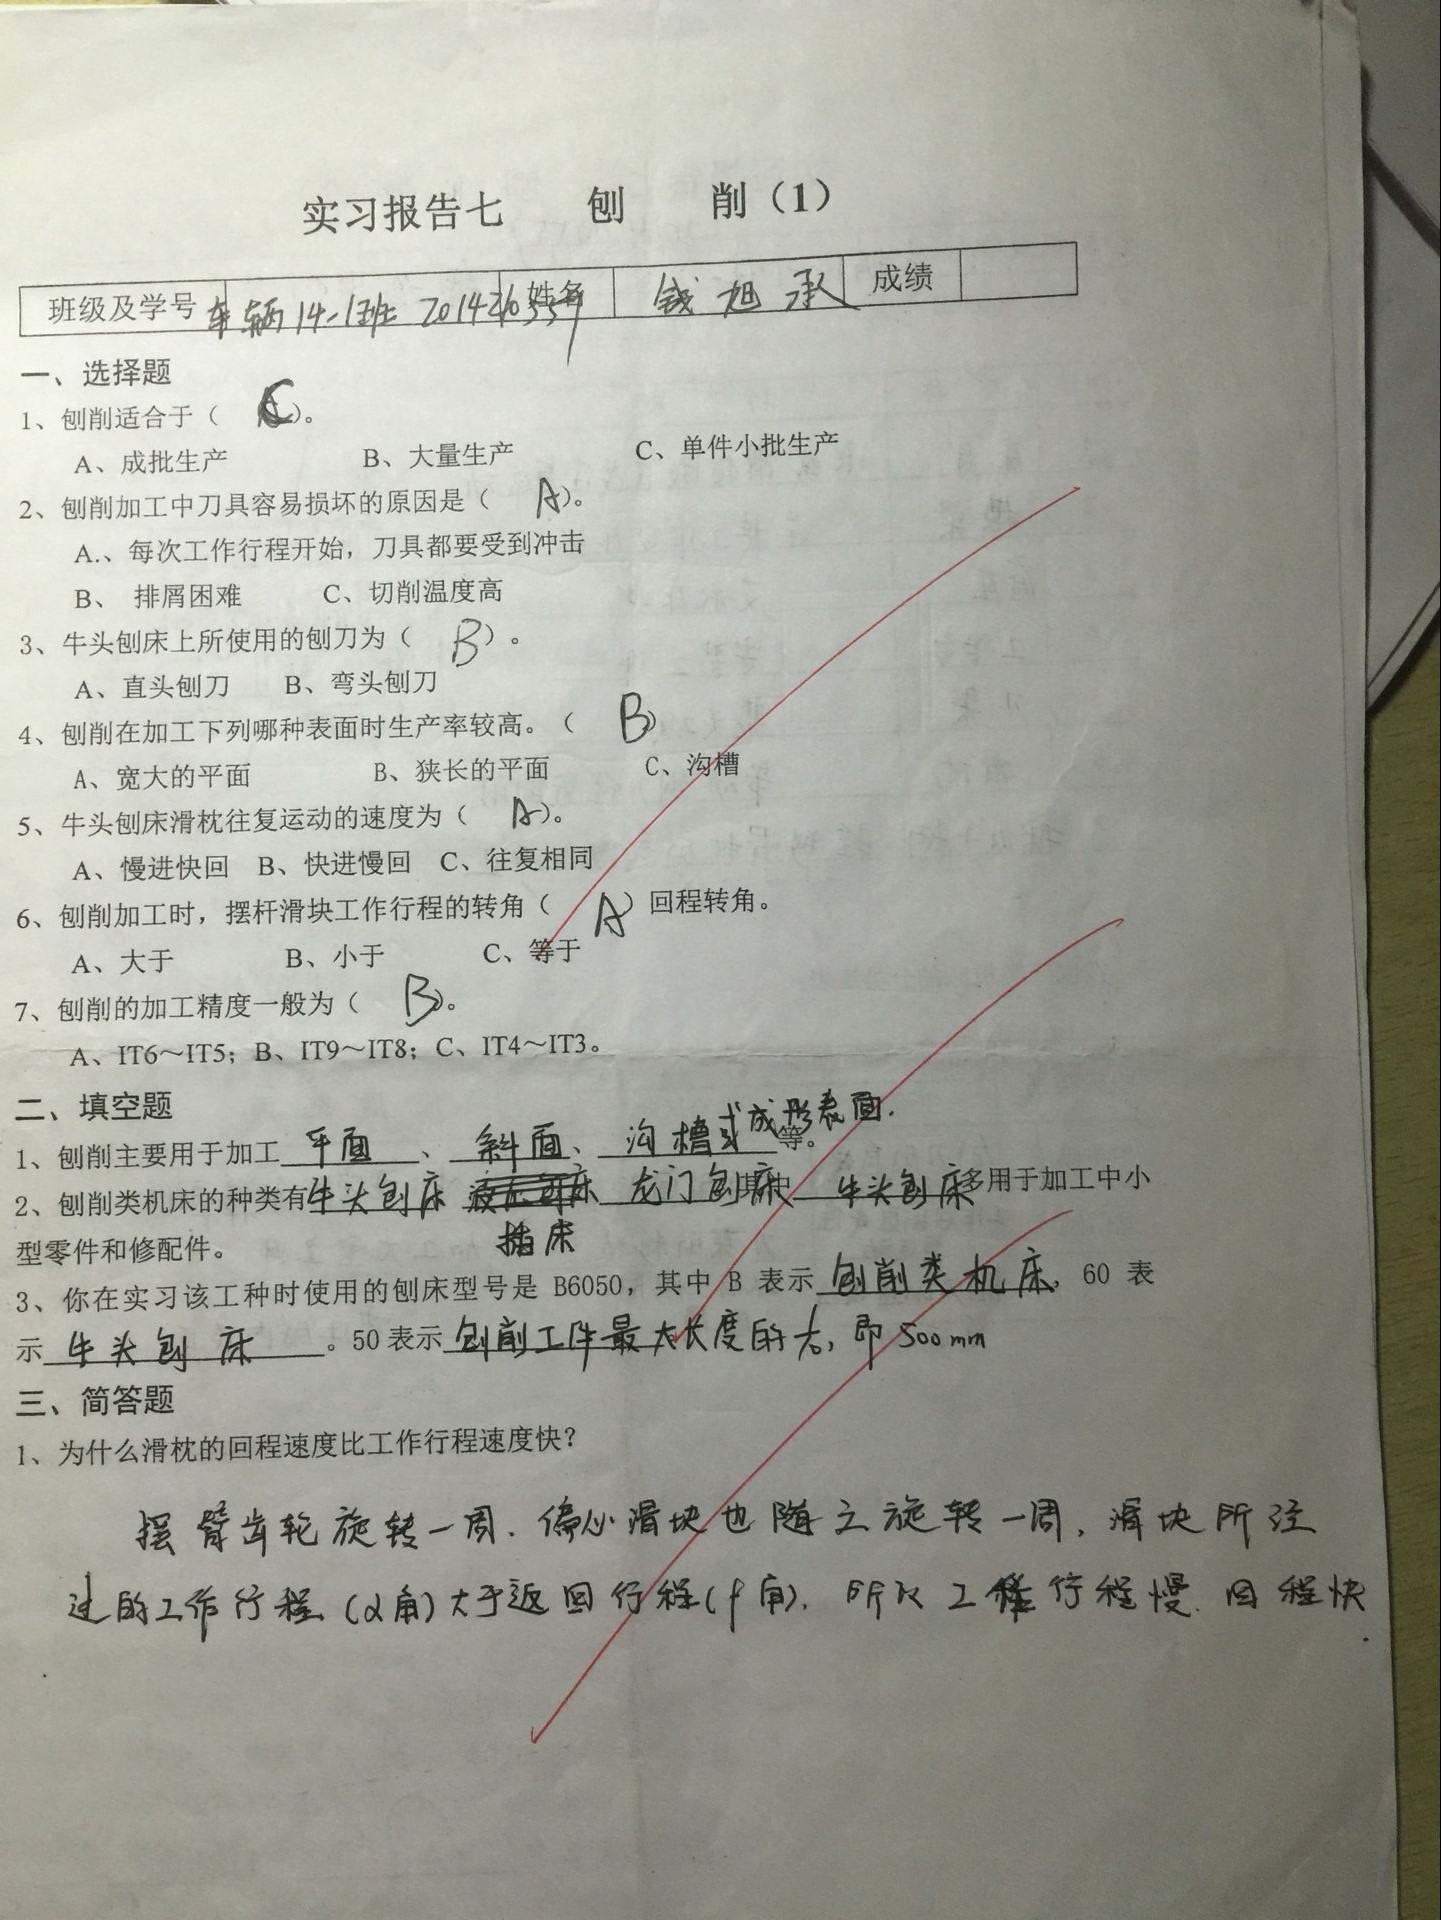 实习报告七 刨 削（1）
班级及学号 车辆14-1班 姓名 钱旭承 成绩
一、选择题
1、刨削适合于（ C ）。
A、成批生产 B、大量生产 C、单件小批生产
2、刨削加工中刀具容易损坏的原因是（ A ）。
A.、每次工作行程开始，刀具都要受到冲击
B、 排屑困难 C、切削温度高
3、牛头刨床上所使用的刨刀为（ B ）。
A、直头刨刀 B、弯头刨刀
4、刨削在加工下列哪种表面时生产率较高。（ B ）
A、宽大的平面 B、狭长的平面 C、沟槽
5、牛头刨床滑枕往复运动的速度为（ A ）。
A、慢进快回 B、快进慢回 C、往复相同
6、刨削加工时，摆杆滑块工作行程的转角（ A ）回程转角。
A、大于 B、小于 C、等于
7、刨削的加工精度一般为（ B ）。
A、IT6～IT5；B、IT9～IT8；C、IT4～IT3。
二、填空题
1、刨削主要用于加工 平面 、 斜面 、 沟槽或成形表面. 等。
2、刨削类机床的种类有 牛头刨床 龙门刨床 其中 牛头刨床 多用于加工中小
插床
型零件和修配件。
3、你在实习该工种时使用的刨床型号是 B6050，其中 B 表示 刨削类机床，60 表
示 牛头刨床 。50 表示 刨削工件最大长度的1/10，即500mm
三、简答题
1、为什么滑枕的回程速度比工作行程速度快？
摆臂齿轮旋转一周．偏心滑块也随之旋转一周，滑块所经
过的工作行程（α角）大于返回行程（β角）．所以工作行程慢．回程快